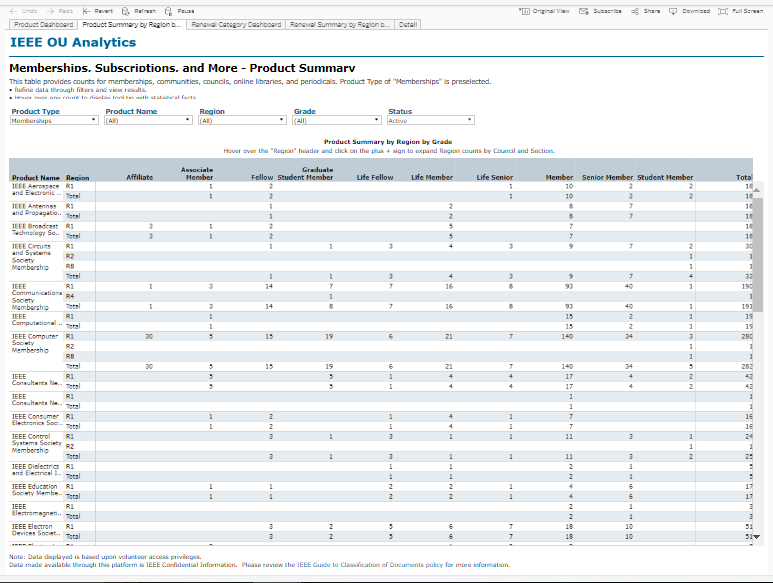 Undo Redo Revert Refresh Pause Original View Subscribe Share Download Full Screen
Product Dashboard Product Summary by Region b... Renewal Category Dashboard Renewal Summary by Region b... Detail
IEEE OU Analytics
Memberships, Subscriptions, and More - Product Summary
This table provides counts for memberships, communities, councils, online libraries, and periodicals. Product Type of "Memberships" is preselected.
• Refine data through filters and view results.
• Hover over any count to display tool tip with statistical facts.
Product Type Product Name Region Grade Status
Memberships (All) (All) (All) Active
Product Summary by Region by Grade
Hover over the "Region" header and click on the plus + sign to expand Region counts by Council and Section.
Product Name Region Affiliate Associate Member Fellow Graduate Student Member Life Fellow Life Member Life Senior Member Senior Member Student Member Total
IEEE Aerospace and Electronic .. R1 1 2 1 10 2 2 18
Total 1 2 1 10 2 2 18
IEEE Antennas and Propagatio.. R1 1 2 8 7 18
Total 1 2 8 7 18
IEEE Broadcast Technology So.. R1 3 1 2 5 7 18
Total 3 1 2 5 7 18
IEEE Circuits and Systems Society Membership R1 1 1 3 4 3 9 7 2 30
R2 1 1
R8 1 1
Total 1 1 3 4 3 9 7 4 32
IEEE Communications Society Membership R1 1 3 14 7 7 16 8 93 40 1 190
R4 1 1
Total 1 3 14 8 7 16 8 93 40 1 191
IEEE Computational .. R1 1 15 2 1 19
Total 1 15 2 1 19
IEEE Computer Society Membership R1 30 5 15 19 6 21 7 140 34 3 280
R2 1 1
R8 1 1
Total 30 5 15 19 6 21 7 140 34 5 282
IEEE Consultants Ne.. R1 5 5 1 4 4 17 4 2 42
Total 5 5 1 4 4 17 4 2 42
IEEE Consultants Ne.. R1 1 1
Total 1 1
IEEE Consumer Electronics Soci.. R1 1 2 1 4 1 7 16
Total 1 2 1 4 1 7 16
IEEE Control Systems Society Membership R1 3 1 3 1 1 11 3 1 24
R2 1 1
Total 3 1 3 1 1 11 3 2 25
IEEE Dielectrics and Electrical I.. R1 1 1 2 1 5
Total 1 1 2 1 5
IEEE Education Society Membe.. R1 1 1 2 2 1 4 6 17
Total 1 1 2 2 1 4 6 17
IEEE Electromagneti.. R1 2 1 3
Total 2 1 3
IEEE Electron Devices Societ.. R1 3 2 5 6 7 18 10 51
Total 3 2 5 6 7 18 10 51
Note: Data displayed is based upon volunteer access privileges.
Data made available through this platform is IEEE Confidential Information. Please review the IEEE Guide to Classification of Documents policy for more information.